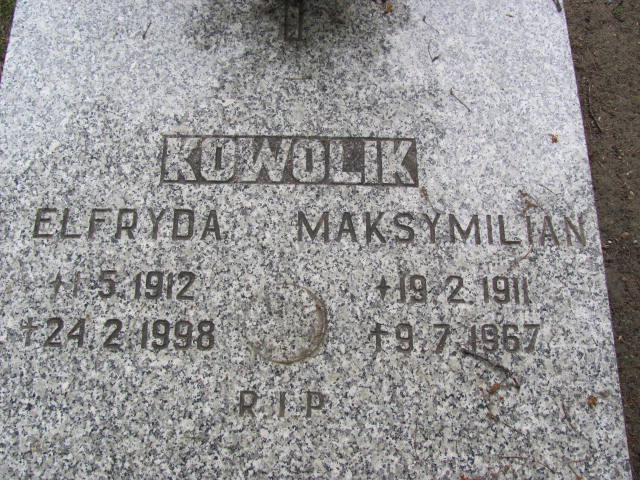 KOWOLIK
ELFRYDA MAKSYMILIAN
1 5 1912 19.2 1911
†24.2 1998 †9.7.1967
R.I.P